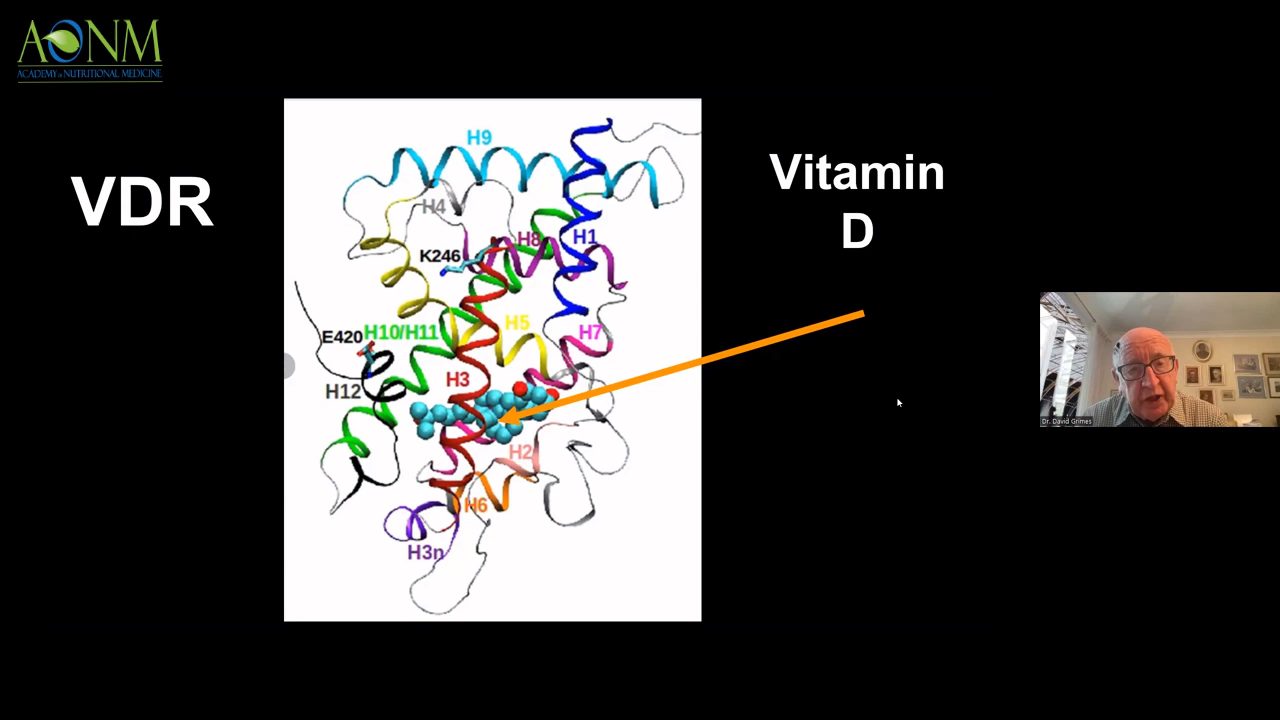 AONM
ACADEMY of NUTRITIONAL MEDICINE
VDR
Vitamin
D
H9
H4
H8
H1
K246
E420
H10/H11
H5
H7
H12
H3
H2
H6
H3n
Dr. David Grimes